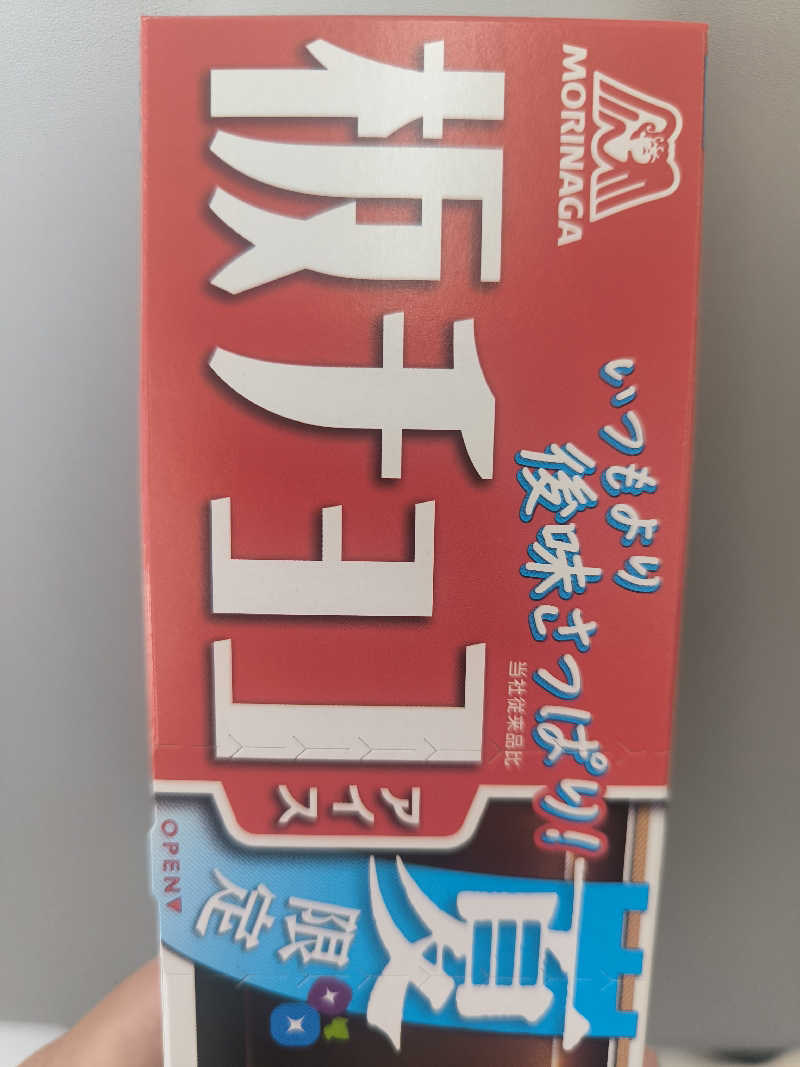 MORINAGA
いつもより
後味さっぱり!
当社従来品比
板チョコ
アイス
夏
限定
OPEN▼